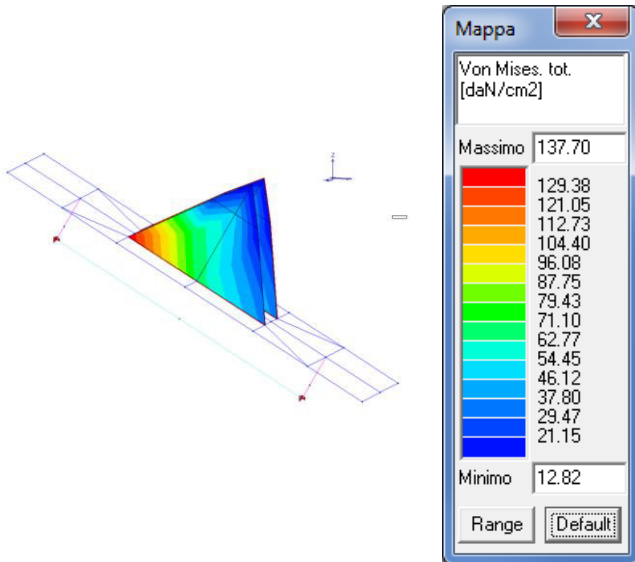 Mappa
Von Mises. tot.
[daN/cm2]
Massimo 137.70
129.38
121.05
112.73
104.40
96.08
87.75
79.43
71.10
62.77
54.45
46.12
37.80
29.47
21.15
Minimo 12.82
Range Default
z